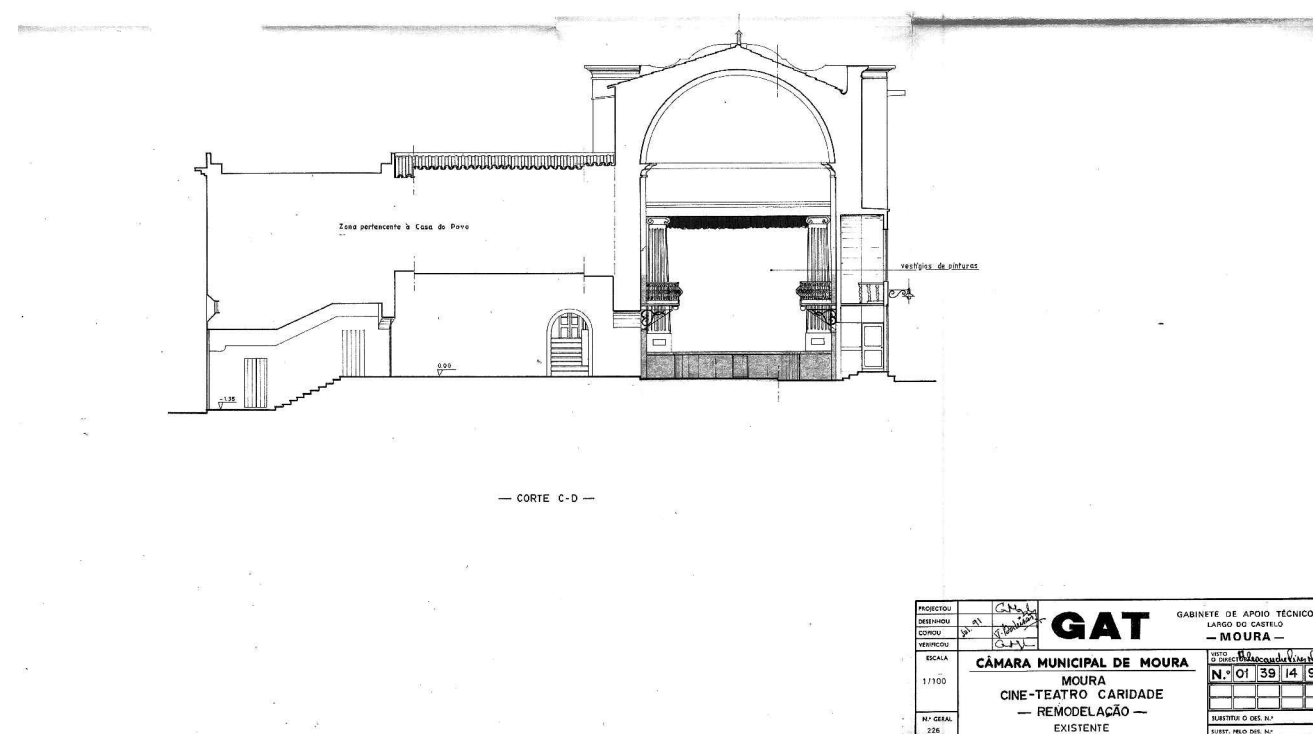 Zona pertencente à Casa do Povo
vestígios de pinturas
0.00
-1.35
— CORTE C-D —
PROJECTOU
DESENHOU
COPIOU
VERIFICOU
Jul. 91
GAT
GABINETE DE APOIO TÉCNICO
LARGO DO CASTELO
— MOURA —
ESCALA
1/100
Nº GERAL
226
CÂMARA MUNICIPAL DE MOURA
MOURA
CINE-TEATRO CARIDADE
— REMODELAÇÃO —
EXISTENTE
VISTO
O DIRECTOR
N.º 01 39 14 9
SUBSTITUI O DES. N.º
SUBST. PELO DES. N.º